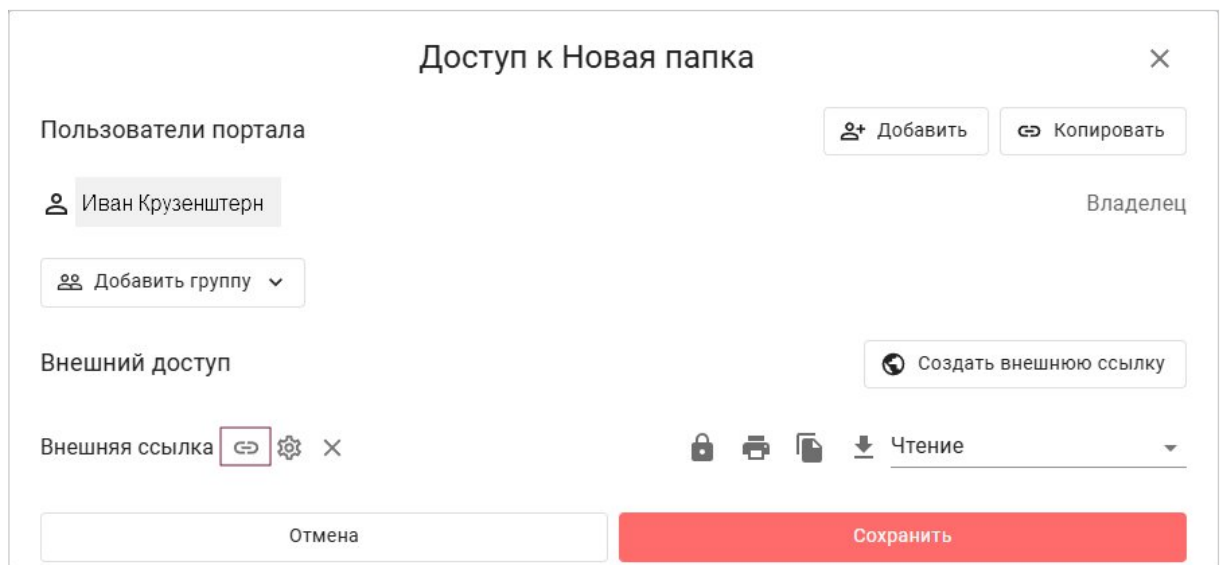 Доступ к Новая папка
Пользователи портала
Добавить
Копировать
Иван Крузенштерн
Владелец
Добавить группу
Внешний доступ
Создать внешнюю ссылку
Внешняя ссылка
Чтение
Отмена
Сохранить